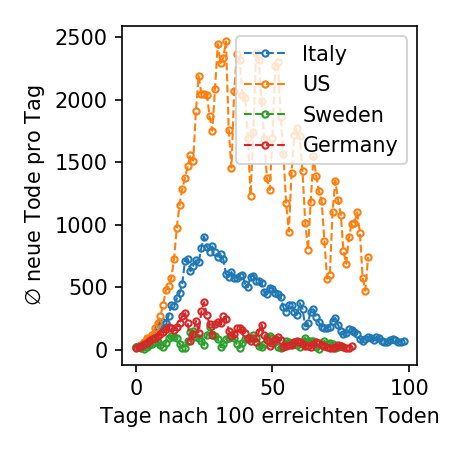 ∅ neue Tode pro Tag
2500
2000
1500
1000
500
0
Italy
US
Sweden
Germany
0
50
100
Tage nach 100 erreichten Toden